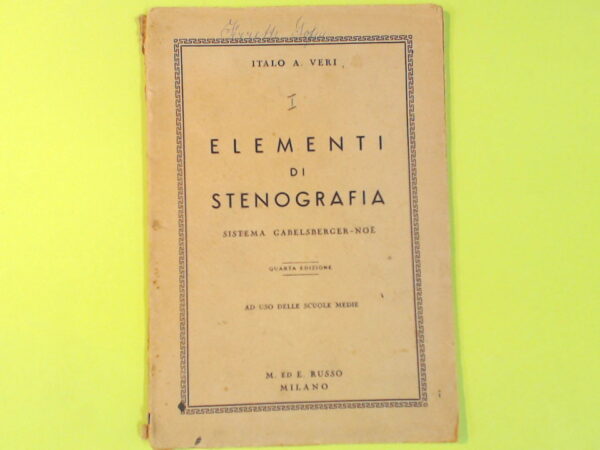 ITALO A. VERI
I
ELEMENTI
DI
STENOGRAFIA
SISTEMA GABELSBERGER-NOË
QUARTA EDIZIONE
AD USO DELLE SCUOLE MEDIE
M. ED E. RUSSO
MILANO